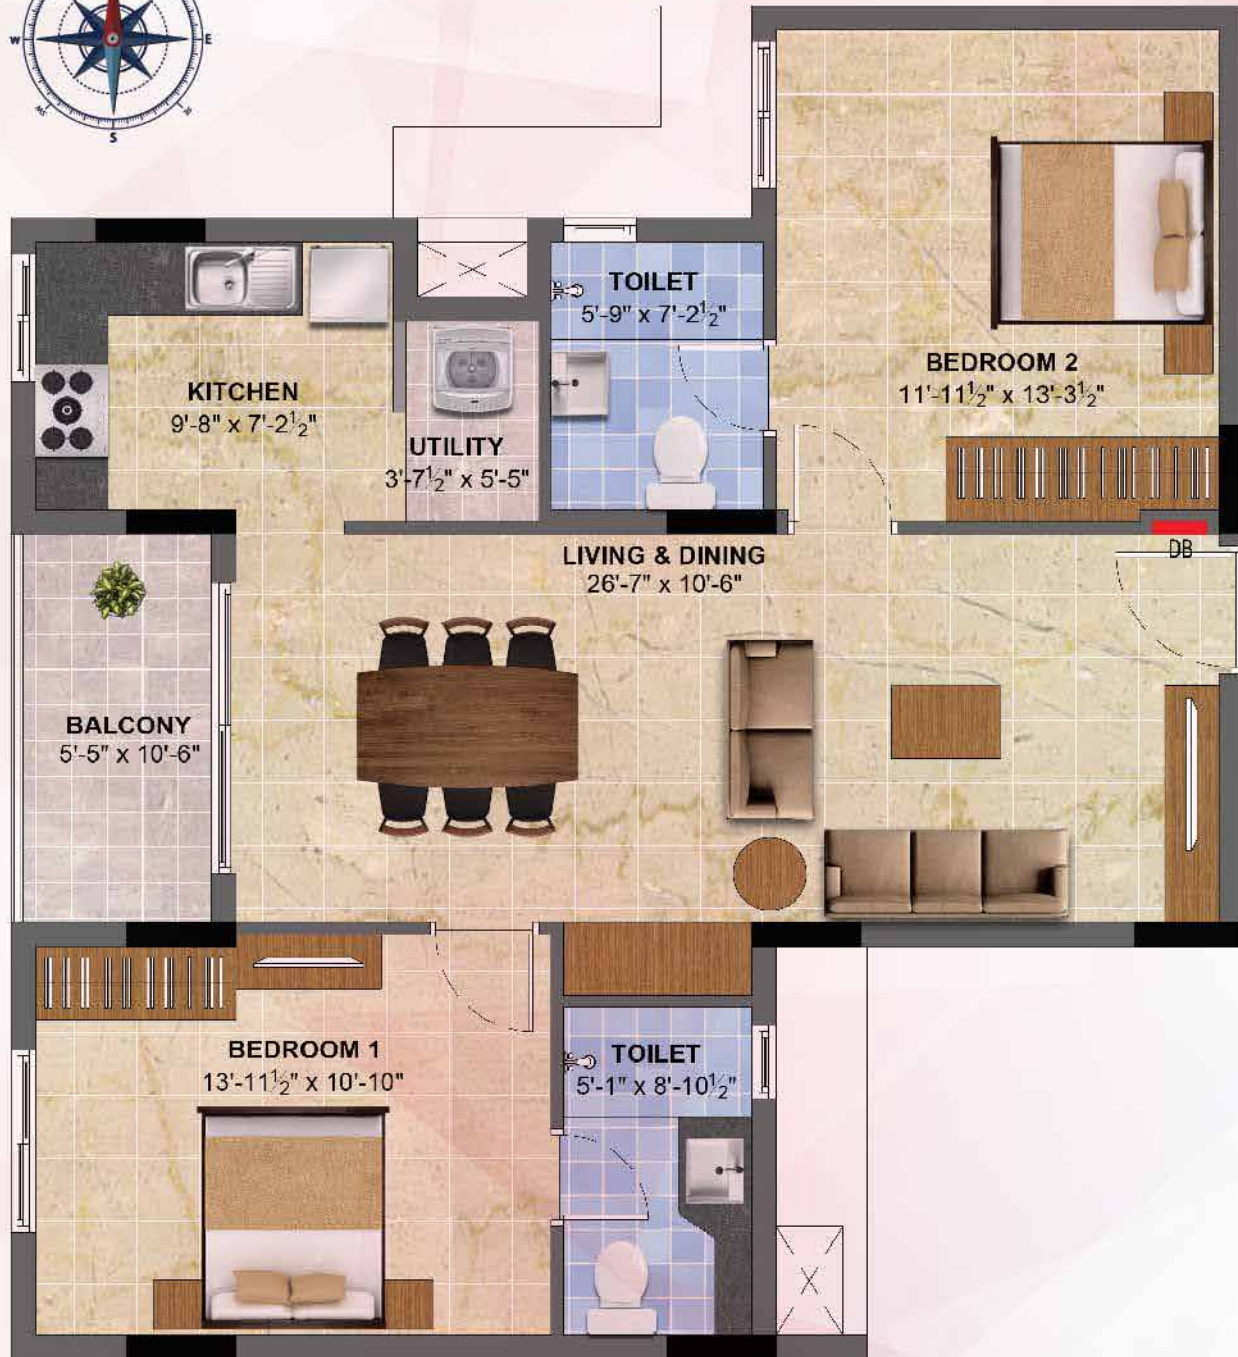 W
E
S
TOILET
5'-9" x 7'-2½"
BEDROOM 2
11'-11½" x 13'-3½"
KITCHEN
9'-8" x 7'-2½"
UTILITY
3'-7½" x 5'-5"
LIVING & DINING
26'-7" x 10'-6"
DB
BALCONY
5'-5" x 10'-6"
BEDROOM 1
13'-11½" x 10'-10"
TOILET
5'-1" x 8'-10½"